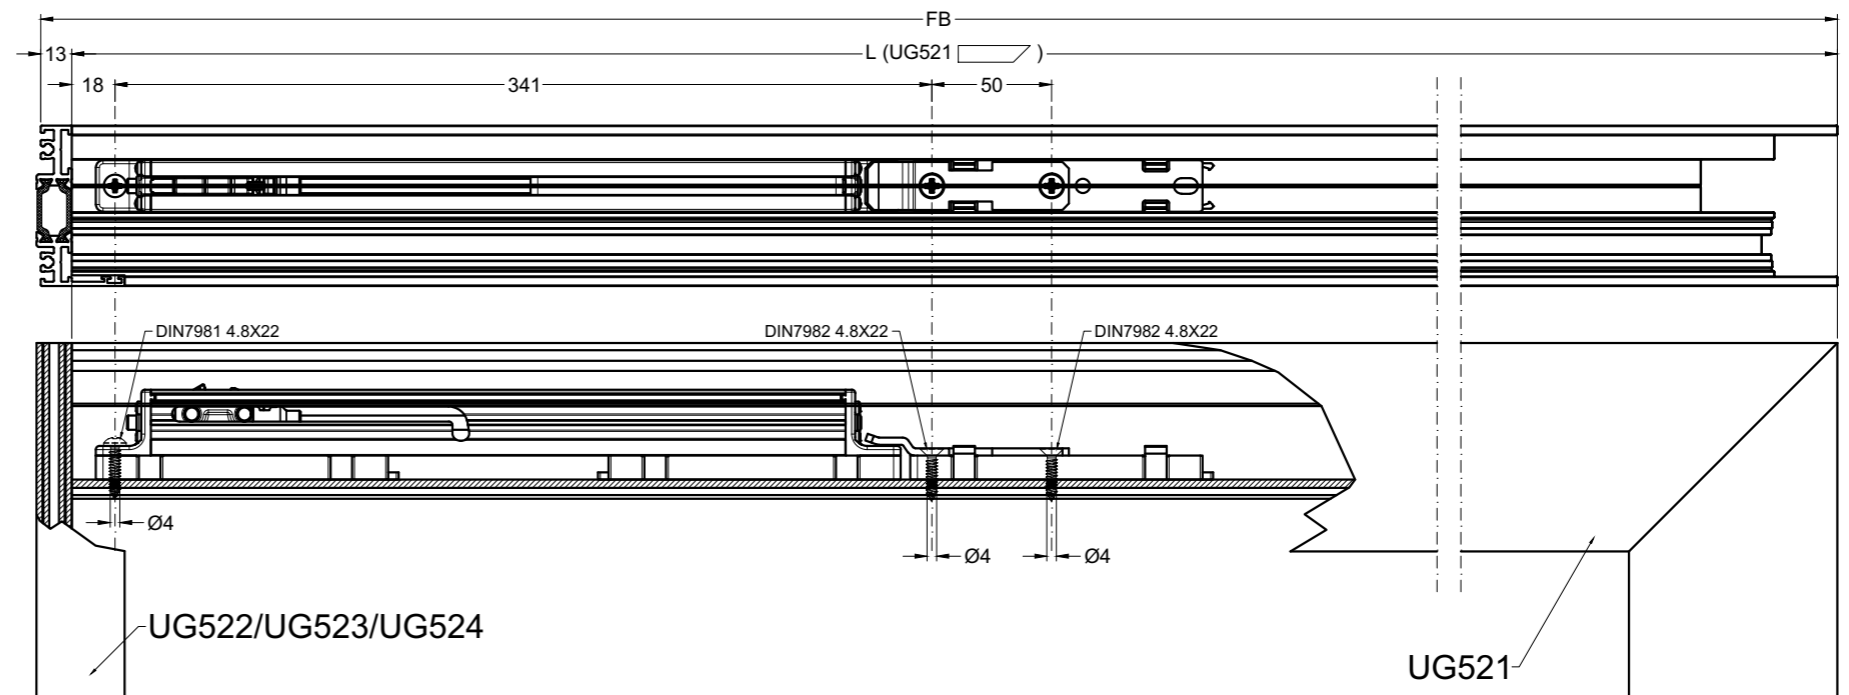 FB
13
L (UG521 )
18
341
50
DIN7981 4.8X22
DIN7982 4.8X22
DIN7982 4.8X22
Ø4
Ø4
Ø4
UG522/UG523/UG524
UG521